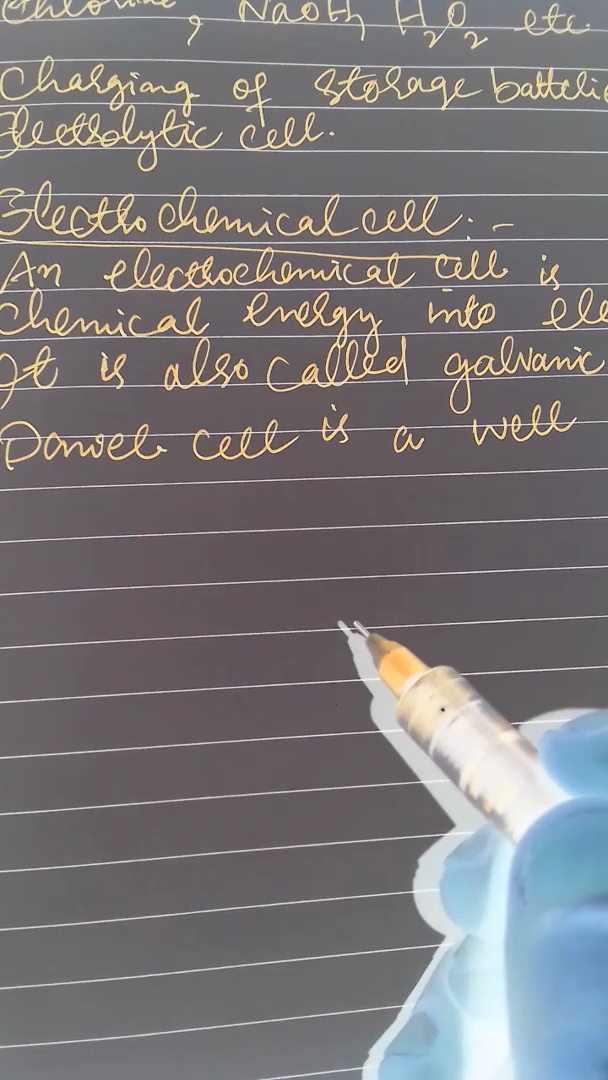 Chlorine, NaOH, H₂O₂ etc.
Charging of storage batteri
Electrolytic cell.
Electrochemical cell:-
An electrochemical cell is
Chemical energy into ele
It is also called galvanic
Daniel cell is a well